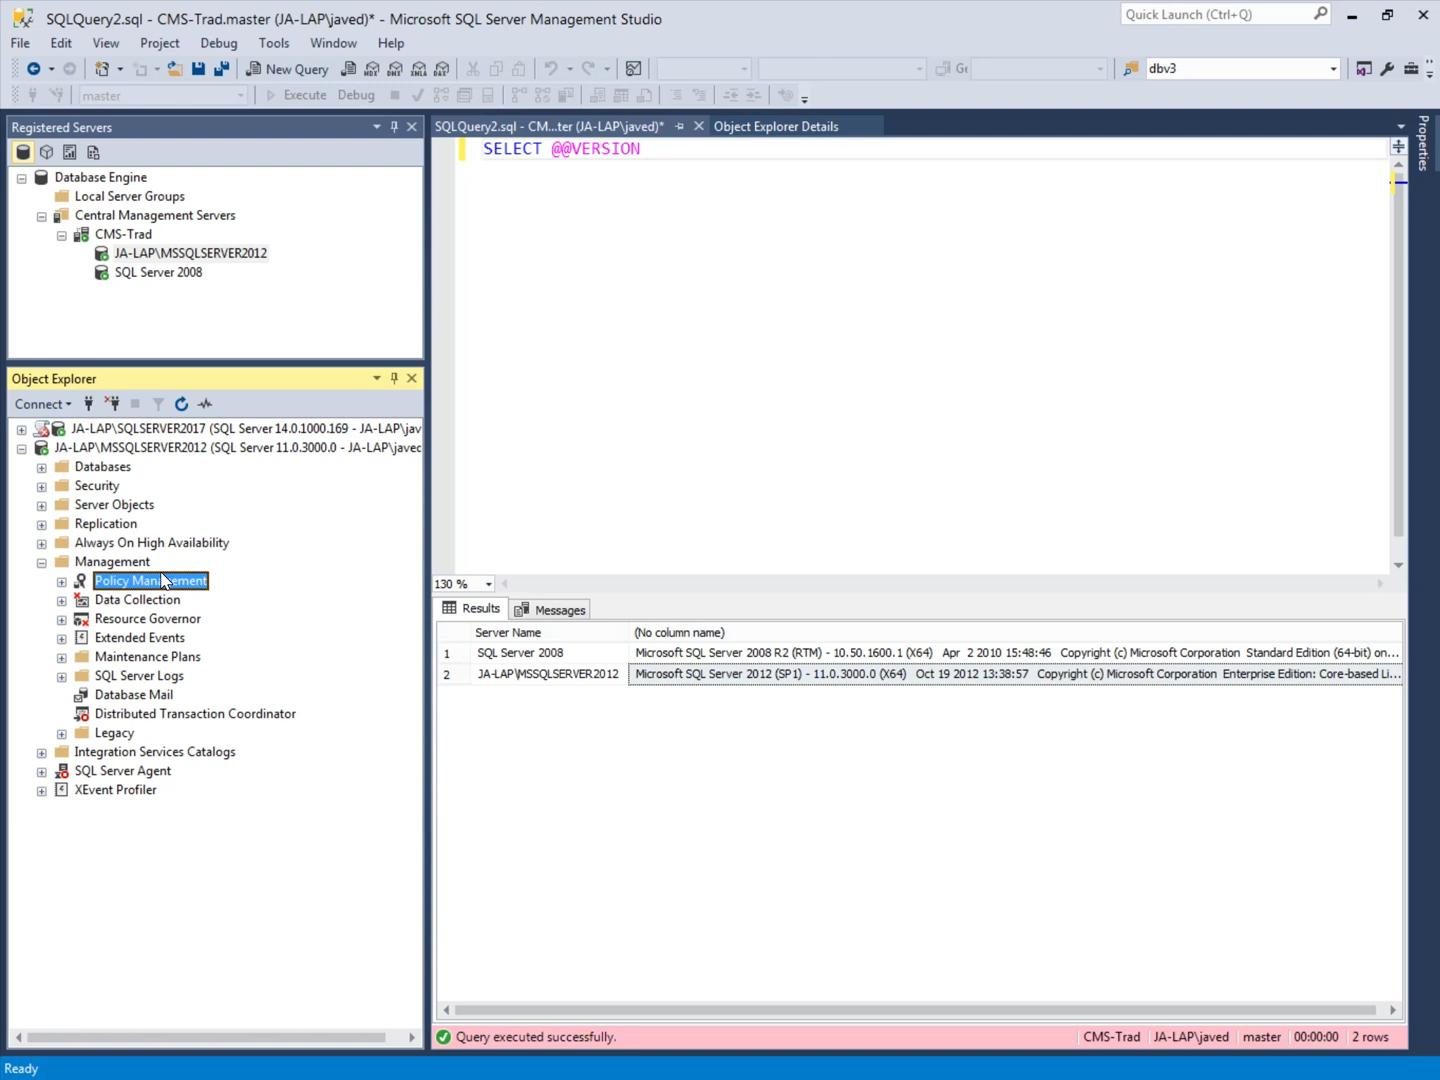 SQLQuery2.sql - CMS-Trad.master (JA-LAP\javed)* - Microsoft SQL Server Management Studio
Quick Launch (Ctrl+Q)
File Edit View Project Debug Tools Window Help
New Query
dbv3
master
Execute Debug
Registered Servers
Database Engine
Local Server Groups
Central Management Servers
CMS-Trad
JA-LAP\MSSQLSERVER2012
SQL Server 2008
Object Explorer
Connect
JA-LAP\SQLSERVER2017 (SQL Server 14.0.1000.169 - JA-LAP\jav
JA-LAP\MSSQLSERVER2012 (SQL Server 11.0.3000.0 - JA-LAP\javed
Databases
Security
Server Objects
Replication
Always On High Availability
Management
Policy Management
Data Collection
Resource Governor
Extended Events
Maintenance Plans
SQL Server Logs
Database Mail
Distributed Transaction Coordinator
Legacy
Integration Services Catalogs
SQL Server Agent
XEvent Profiler
SQLQuery2.sql - CM...ter (JA-LAP\javed)* Object Explorer Details
SELECT @@VERSION
130 %
Results Messages
Server Name (No column name)
1 SQL Server 2008 Microsoft SQL Server 2008 R2 (RTM) - 10.50.1600.1 (X64) Apr 2 2010 15:48:46 Copyright (c) Microsoft Corporation Standard Edition (64-bit) on...
2 JA-LAP\MSSQLSERVER2012 Microsoft SQL Server 2012 (SP1) - 11.0.3000.0 (X64) Oct 19 2012 13:38:57 Copyright (c) Microsoft Corporation Enterprise Edition: Core-based Li...
Query executed successfully. CMS-Trad JA-LAP\javed master 00:00:00 2 rows
Properties
Ready